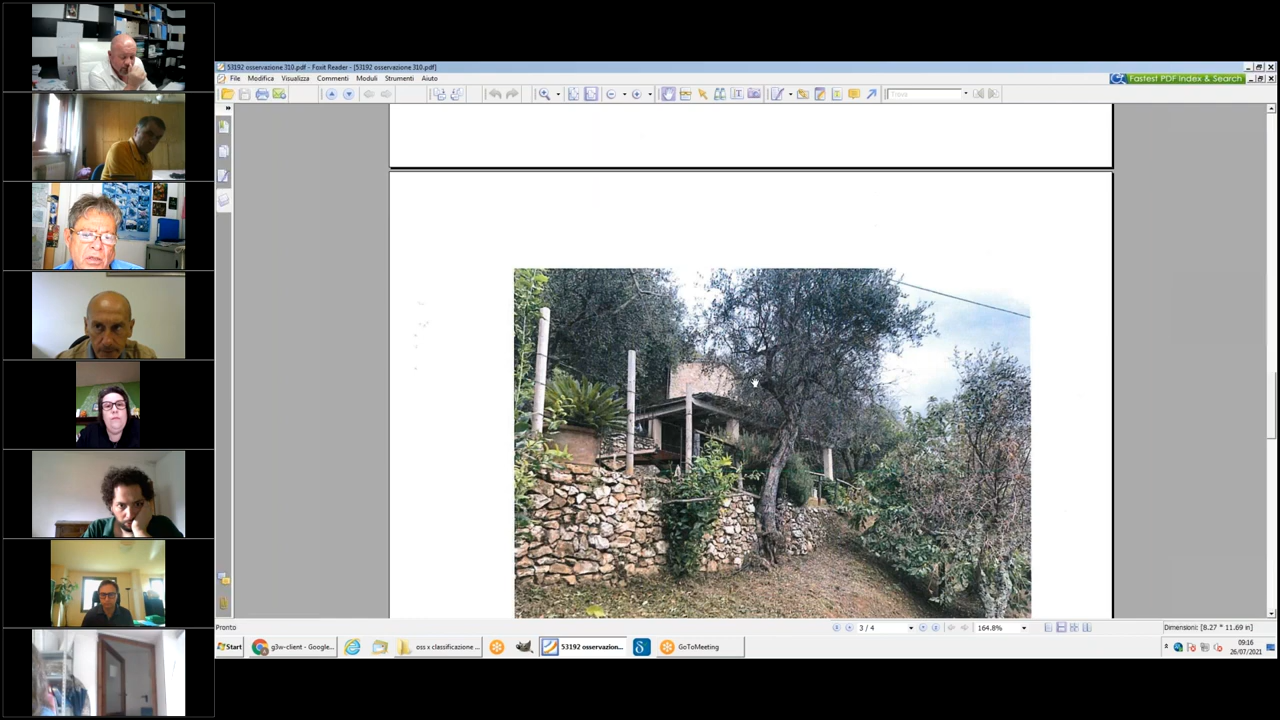 53192 osservazione 310.pdf - Foxit Reader - [53192 osservazione 310.pdf]
File Modifica Visualizza Commenti Moduli Strumenti Aiuto
Fastest PDF Index & Search
Trova
Pronto
3 / 4
164.8%
Dimensioni: [8.27 * 11.69 in]
Start
g3w-client - Google...
oss x classificazione ...
53192 osservazion...
GoToMeeting
09:16
26/07/2021